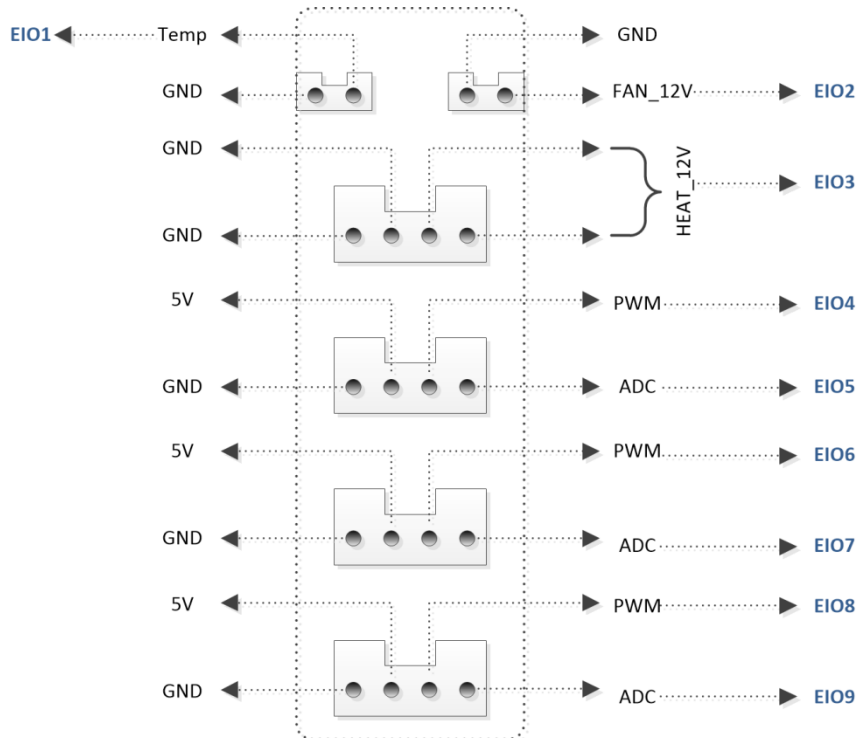 EIO1 Temp GND
GND FAN_12V EIO2
GND
HEAT_12V EIO3
GND
5V PWM EIO4
GND ADC EIO5
5V PWM EIO6
GND ADC EIO7
5V PWM EIO8
GND ADC EIO9